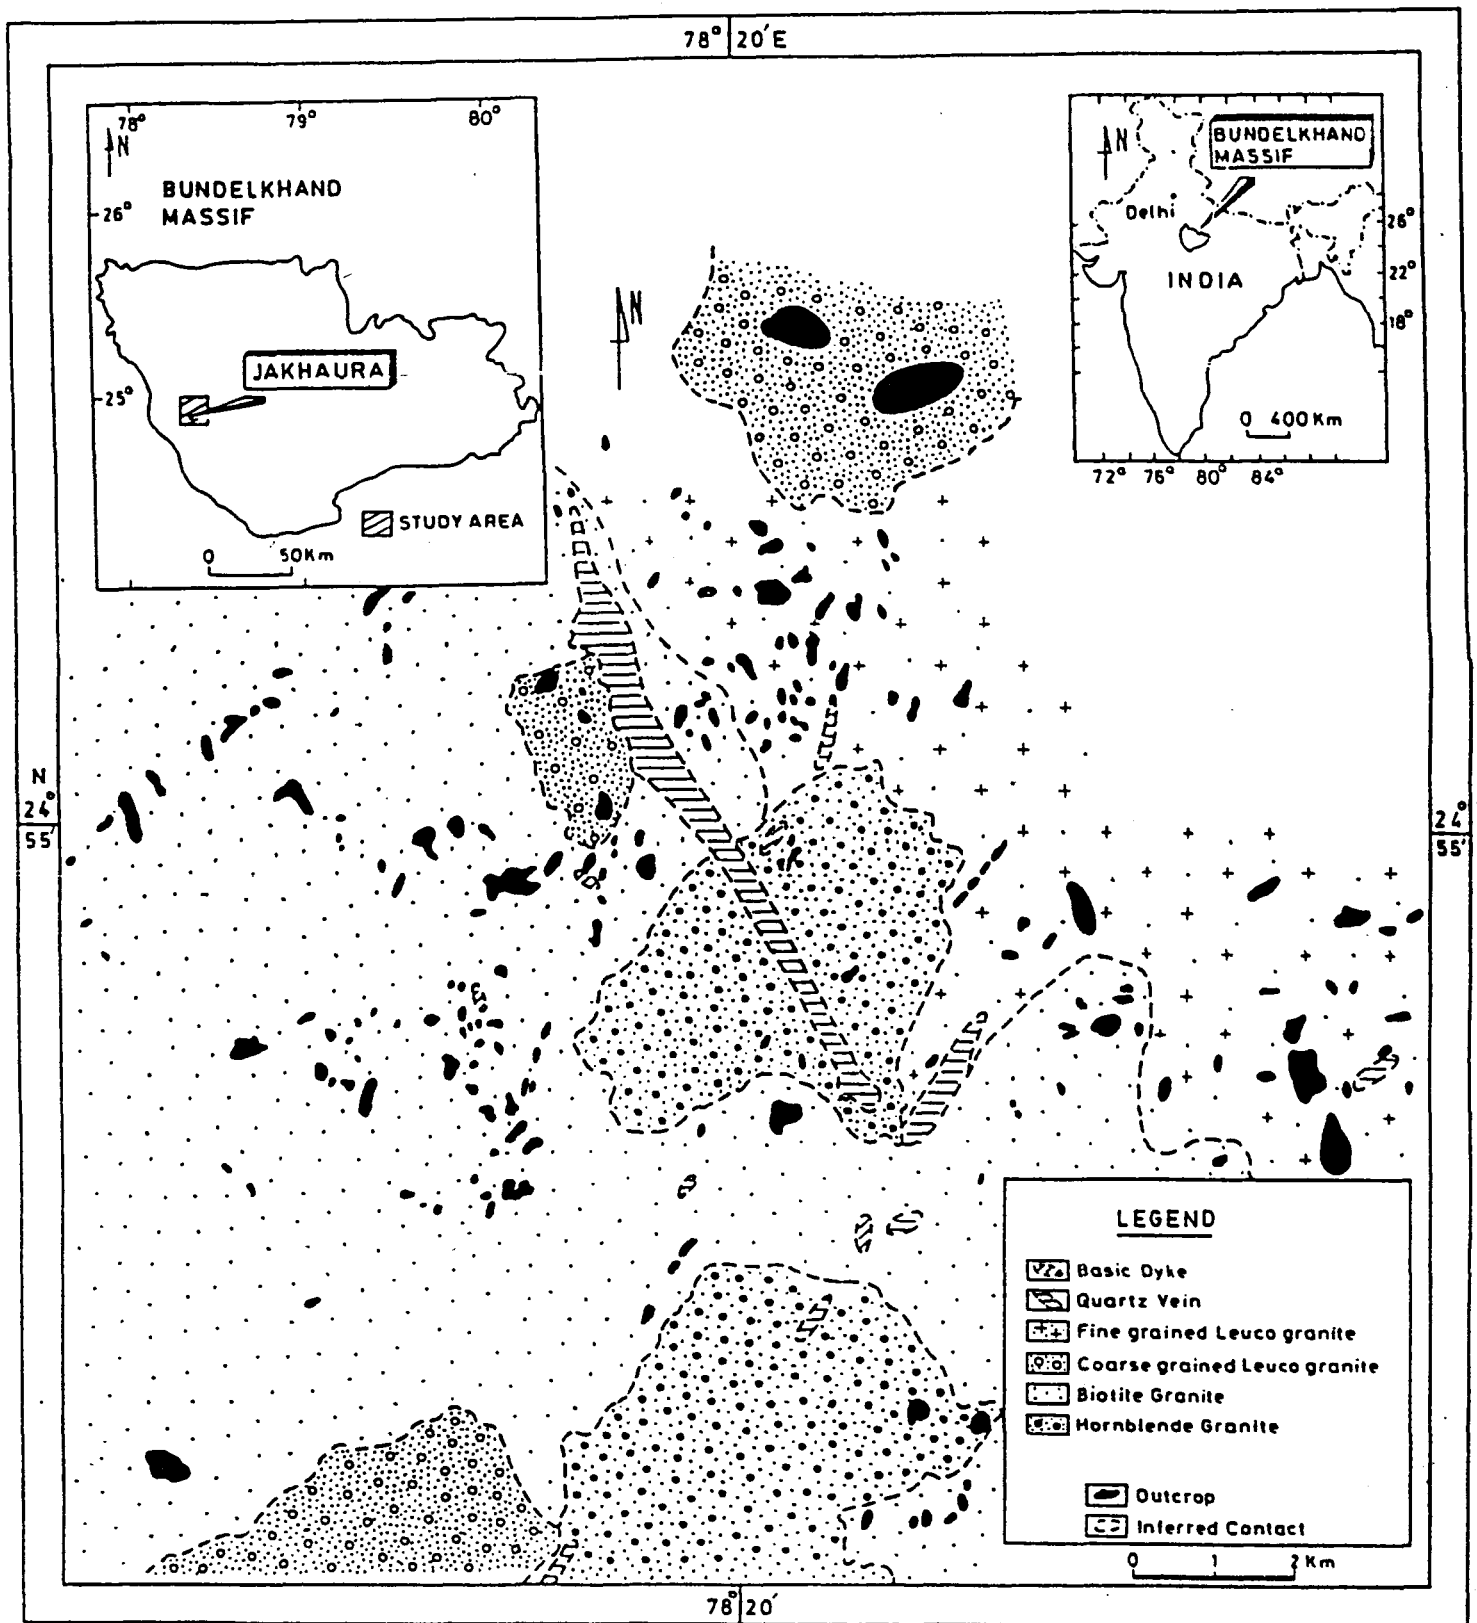 78° 20′ E
78° 79° 80°
N
BUNDELKHAND
MASSIF
26°
JAKHAURA
25°
STUDY AREA
0 50Km
N
BUNDELKHAND
MASSIF
Delhi
26°
INDIA
22°
18°
0 400Km
72° 76° 80° 84°
N
N
24°
55′
24°
55′
LEGEND
Basic Dyke
Quartz Vein
Fine grained Leuco granite
Coarse grained Leuco granite
Biotite Granite
Hornblende Granite
Outcrop
Inferred Contact
0 1 2 Km
78° 20′